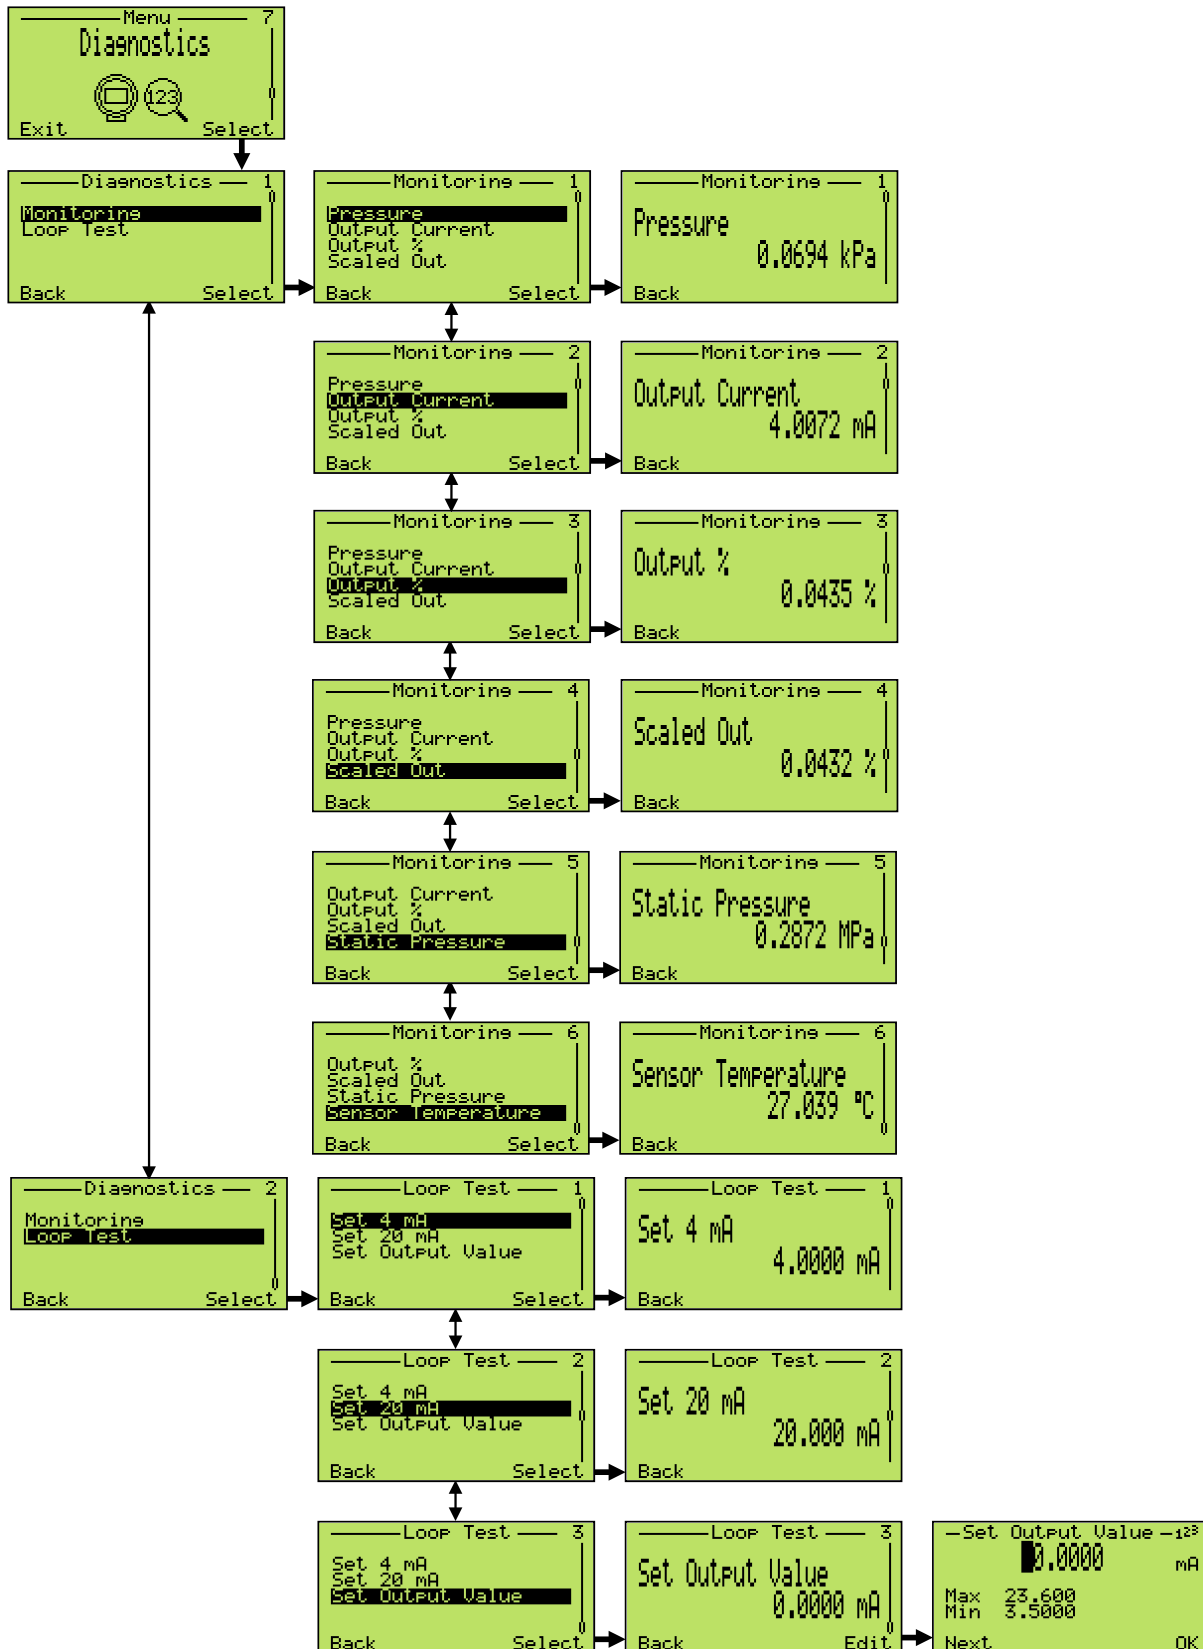 Menu 7
Diagnostics
123
Exit Select
Diagnostics 1
Monitoring
Loop Test
Back Select
Monitoring 1
Pressure
Output Current
Output %
Scaled Out
Back Select
Monitoring 1
Pressure
0.0694 kPa
Back
Monitoring 2
Pressure
Output Current
Output %
Scaled Out
Back Select
Monitoring 2
Output Current
4.0072 mA
Back
Monitoring 3
Pressure
Output Current
Output %
Scaled Out
Back Select
Monitoring 3
Output %
0.0435 %
Back
Monitoring 4
Pressure
Output Current
Output %
Scaled Out
Back Select
Monitoring 4
Scaled Out
0.0432 %
Back
Monitoring 5
Output Current
Output %
Scaled Out
Static Pressure
Back Select
Monitoring 5
Static Pressure
0.2872 MPa
Back
Monitoring 6
Output %
Scaled Out
Static Pressure
Sensor Temperature
Back Select
Monitoring 6
Sensor Temperature
27.039 °C
Back
Diagnostics 2
Monitoring
Loop Test
Back Select
Loop Test 1
Set 4 mA
Set 20 mA
Set Output Value
Back Select
Loop Test 1
Set 4 mA
4.0000 mA
Back
Loop Test 2
Set 4 mA
Set 20 mA
Set Output Value
Back Select
Loop Test 2
Set 20 mA
20.000 mA
Back
Loop Test 3
Set 4 mA
Set 20 mA
Set Output Value
Back Select
Loop Test 3
Set Output Value
0.0000 mA
Back Edit
Set Output Value 123
0.0000 mA
Max 23.600
Min 3.5000
Next OK